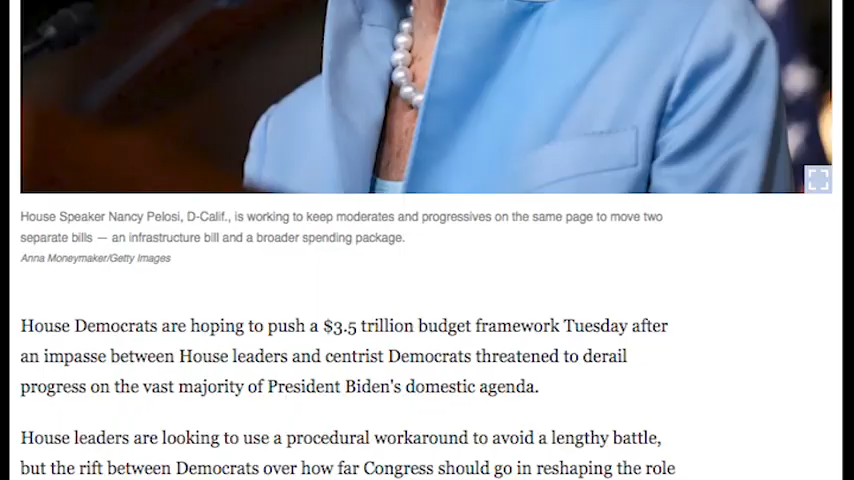 House Speaker Nancy Pelosi, D-Calif., is working to keep moderates and progressives on the same page to move two
separate bills — an infrastructure bill and a broader spending package.
Anna Moneymaker/Getty Images
House Democrats are hoping to push a $3.5 trillion budget framework Tuesday after
an impasse between House leaders and centrist Democrats threatened to derail
progress on the vast majority of President Biden's domestic agenda.
House leaders are looking to use a procedural workaround to avoid a lengthy battle,
but the rift between Democrats over how far Congress should go in reshaping the role